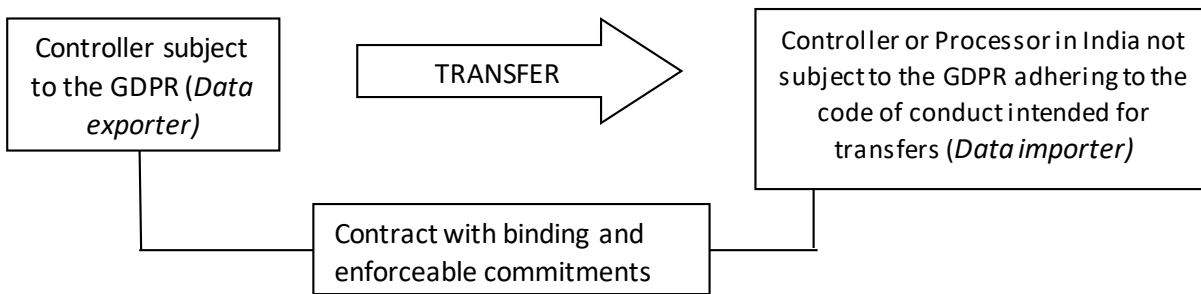 Controller subject
to the GDPR (Data
exporter)
TRANSFER
Controller or Processor in India not
subject to the GDPR adhering to the
code of conduct intended for
transfers (Data importer)
Contract with binding and
enforceable commitments